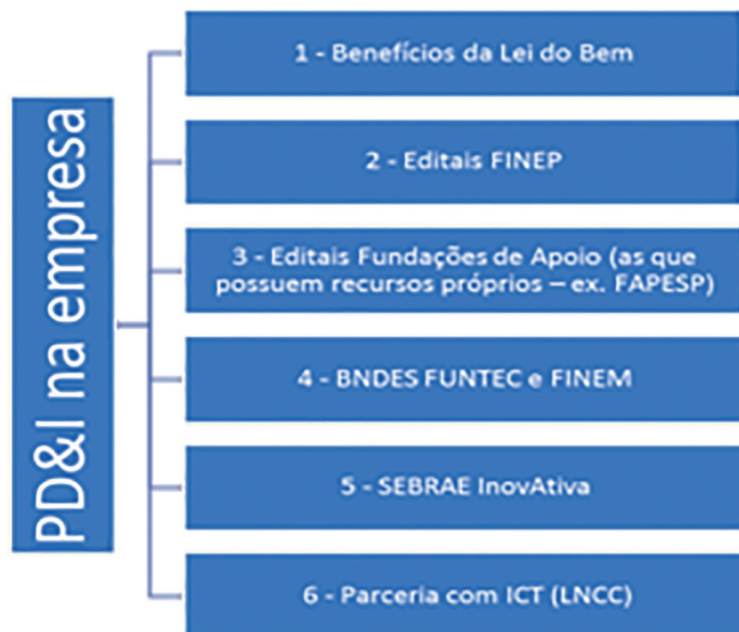 PD&I na empresa
1 - Benefícios da Lei do Bem
2 - Editais FINEP
3 - Editais Fundações de Apoio (as que
possuem recursos próprios – ex. FAPESP)
4 - BNDES FUNTEC e FINEM
5 - SEBRAE InovAtiva
6 - Parceria com ICT (LNCC)